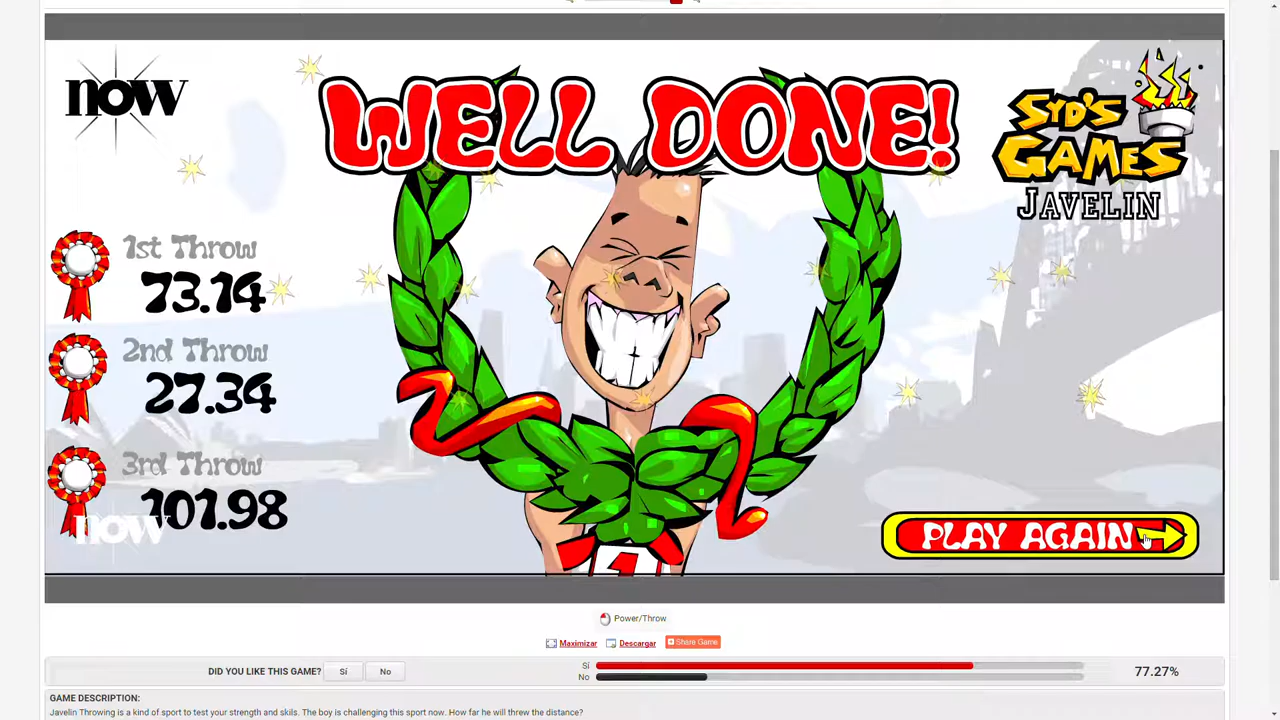 now
WELL DONE!
SYD'S
GAMES
JAVELIN
1st Throw
73.14
2nd Throw
27.34
3rd Throw
101.98
now
1
PLAY AGAIN
Power/Throw
Maximizar
Descargar
Share Game
DID YOU LIKE THIS GAME?
Sí
No
Sí
No
77.27%
GAME DESCRIPTION:
Javelin Throwing is a kind of sport to test your strength and skils. The boy is challenging this sport now. How far he will threw the distance?